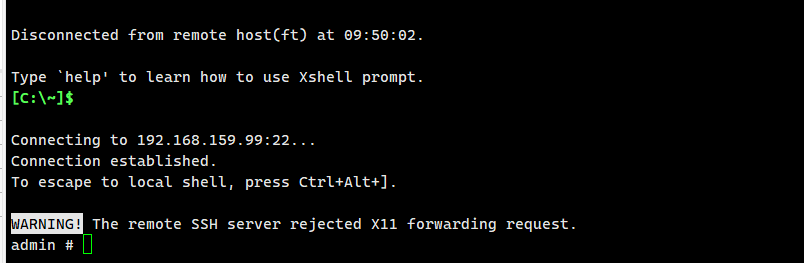 Disconnected from remote host(ft) at 09:50:02.
Type `help' to learn how to use Xshell prompt.
[C:\~]$
Connecting to 192.168.159.99:22...
Connection established.
To escape to local shell, press Ctrl+Alt+].
WARNING! The remote SSH server rejected X11 forwarding request.
admin #